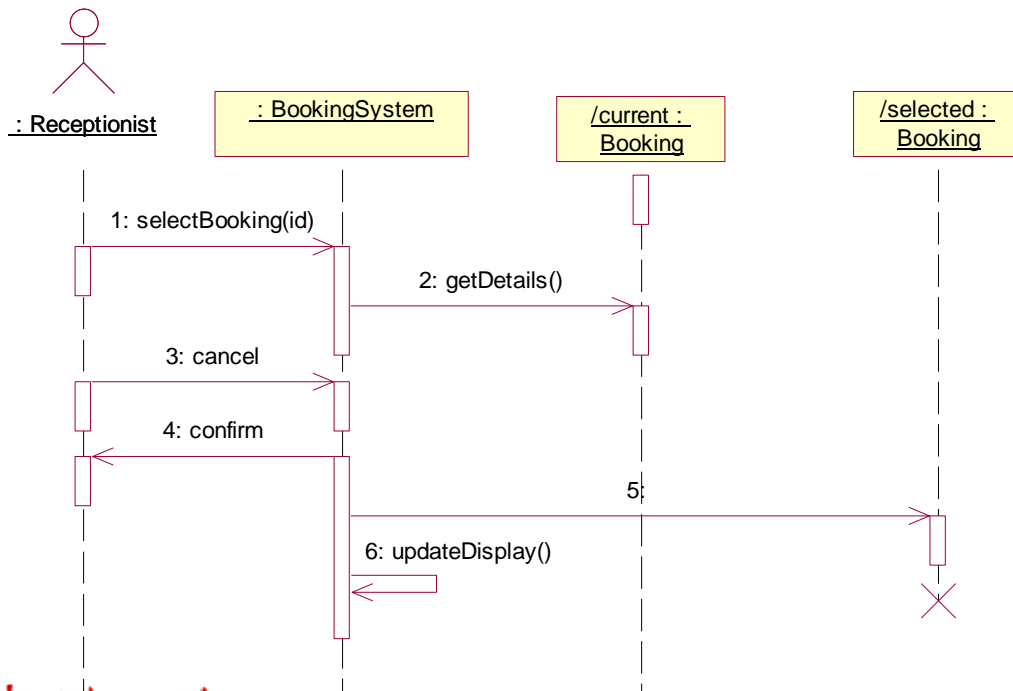 : Receptionist
: BookingSystem
/current :
Booking
/selected :
Booking
1: selectBooking(id)
2: getDetails()
3: cancel
4: confirm
5:
6: updateDisplay()